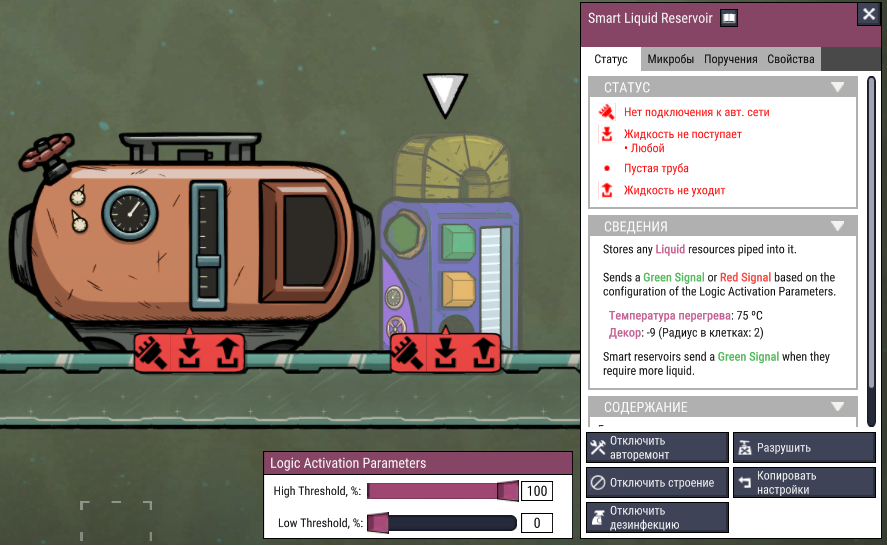 Smart Liquid Reservoir
Статус Микробы Поручения Свойства
СТАТУС
Нет подключения к авт. сети
Жидкость не поступает
• Любой
Пустая труба
Жидкость не уходит
СВЕДЕНИЯ
Stores any Liquid resources piped into it.
Sends a Green Signal or Red Signal based on the
configuration of the Logic Activation Parameters.
Температура перегрева: 75 ºC
Декор: -9 (Радиус в клетках: 2)
Smart reservoirs send a Green Signal when they
require more liquid.
СОДЕРЖАНИЕ
Отключить
авторемонт
Разрушить
Отключить строение
Копировать
настройки
Отключить
дезинфекцию
Logic Activation Parameters
High Threshold, %: 100
Low Threshold, %: 0